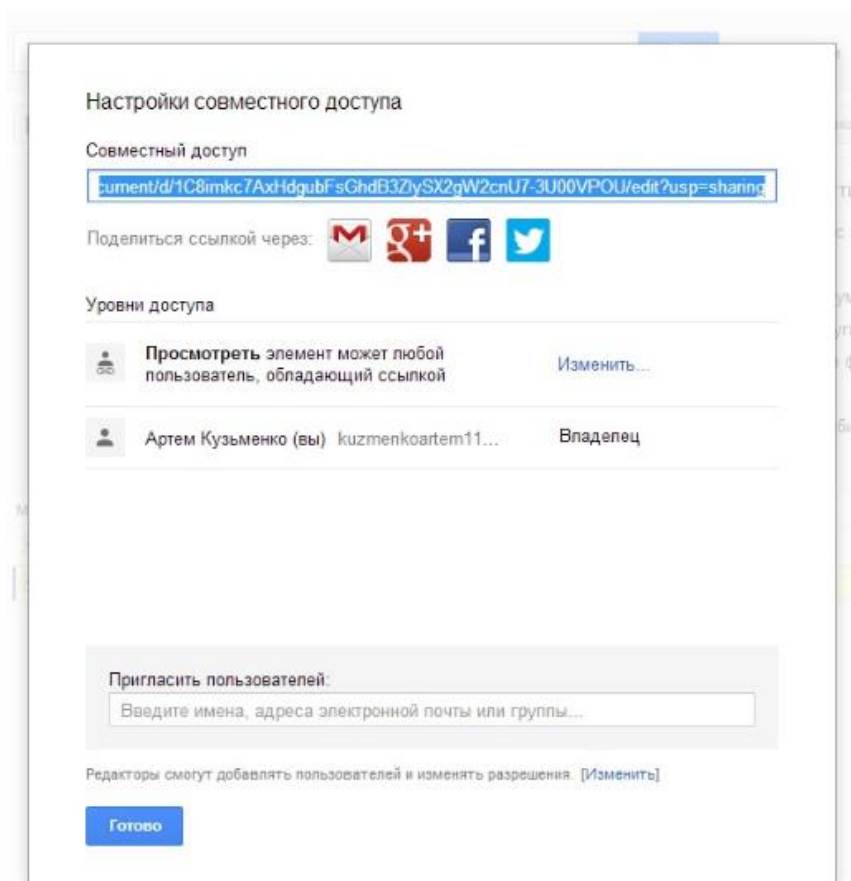 Настройки совместного доступа
Совместный доступ
cument/d/1C8imkc7AxHdgubFsGhdB3ZlySX2gW2cnU7-3U00VPOU/edit?usp=sharing
Поделиться ссылкой через:
Уровни доступа
Просмотреть элемент может любой
пользователь, обладающий ссылкой
Изменить...
Артем Кузьменко (вы) kuzmenkoartem11... Владелец
Пригласить пользователей:
Введите имена, адреса электронной почты или группы...
Редакторы смогут добавлять пользователей и изменять разрешения. [Изменить]
Готово